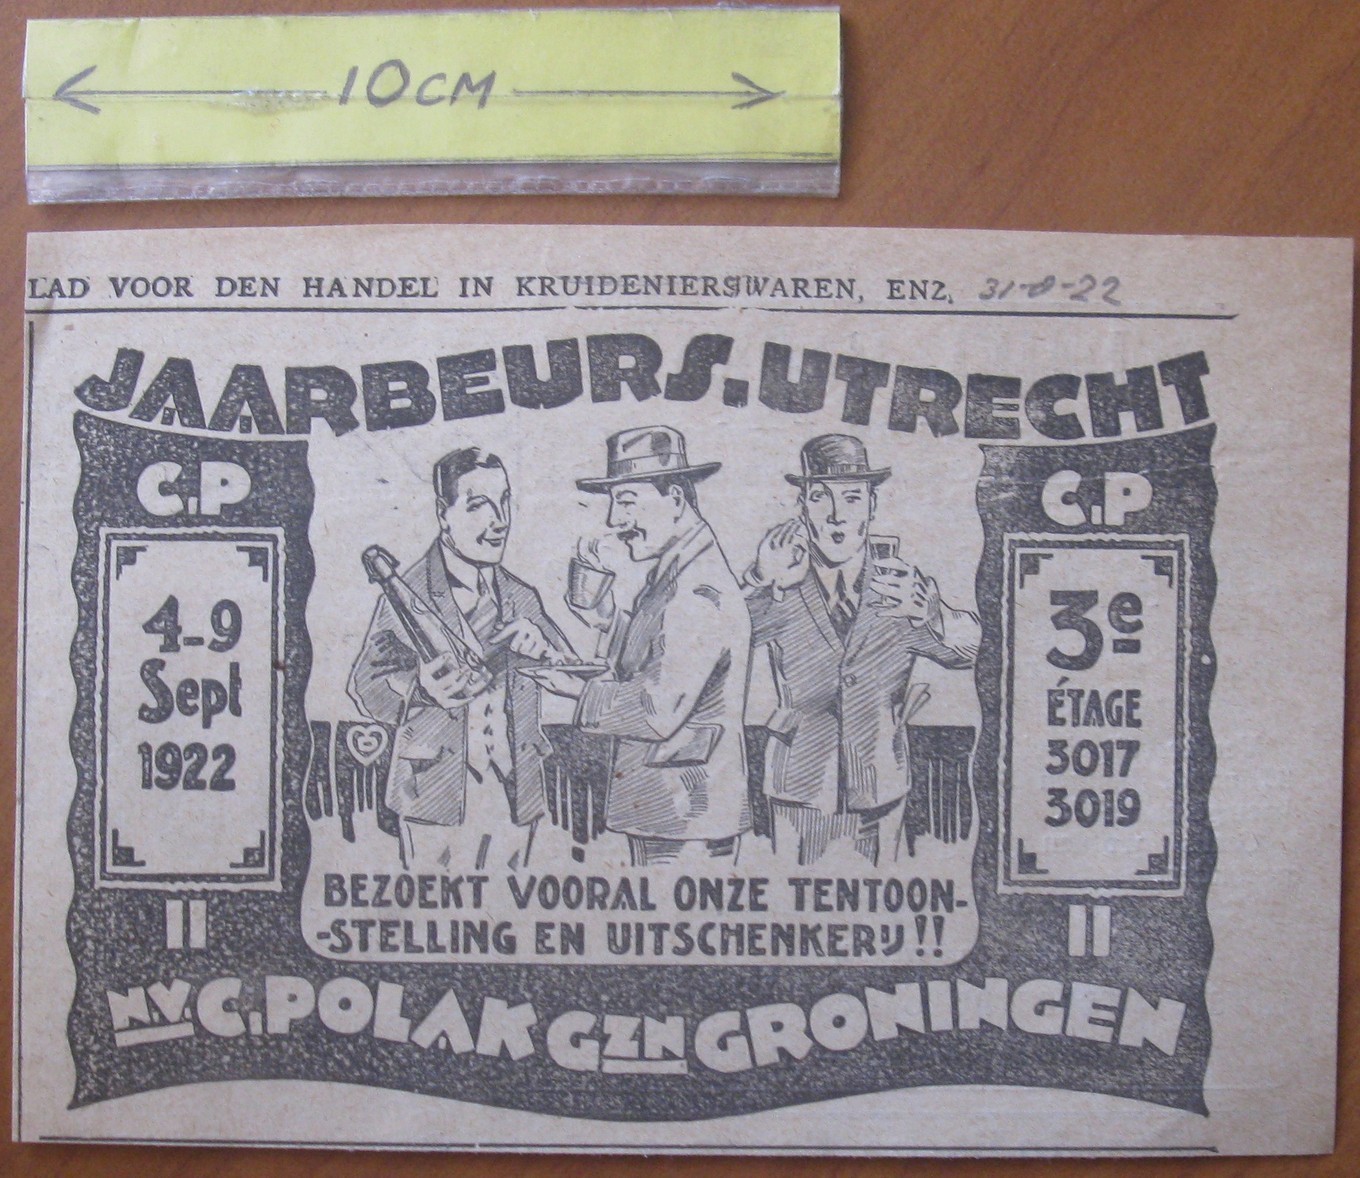 10CM
LAD VOOR DEN HANDEL IN KRUIDENIERSWAREN, ENZ. 31-8-22
JAARBEURS.UTRECHT
C.P
4-9
Sept
1922
C.P
3e
ÉTAGE
3017
3019
BEZOEKT VOORAL ONZE TENTOON-
-STELLING EN UITSCHENKERIJ!!
N.V. C. POLAK GZN GRONINGEN